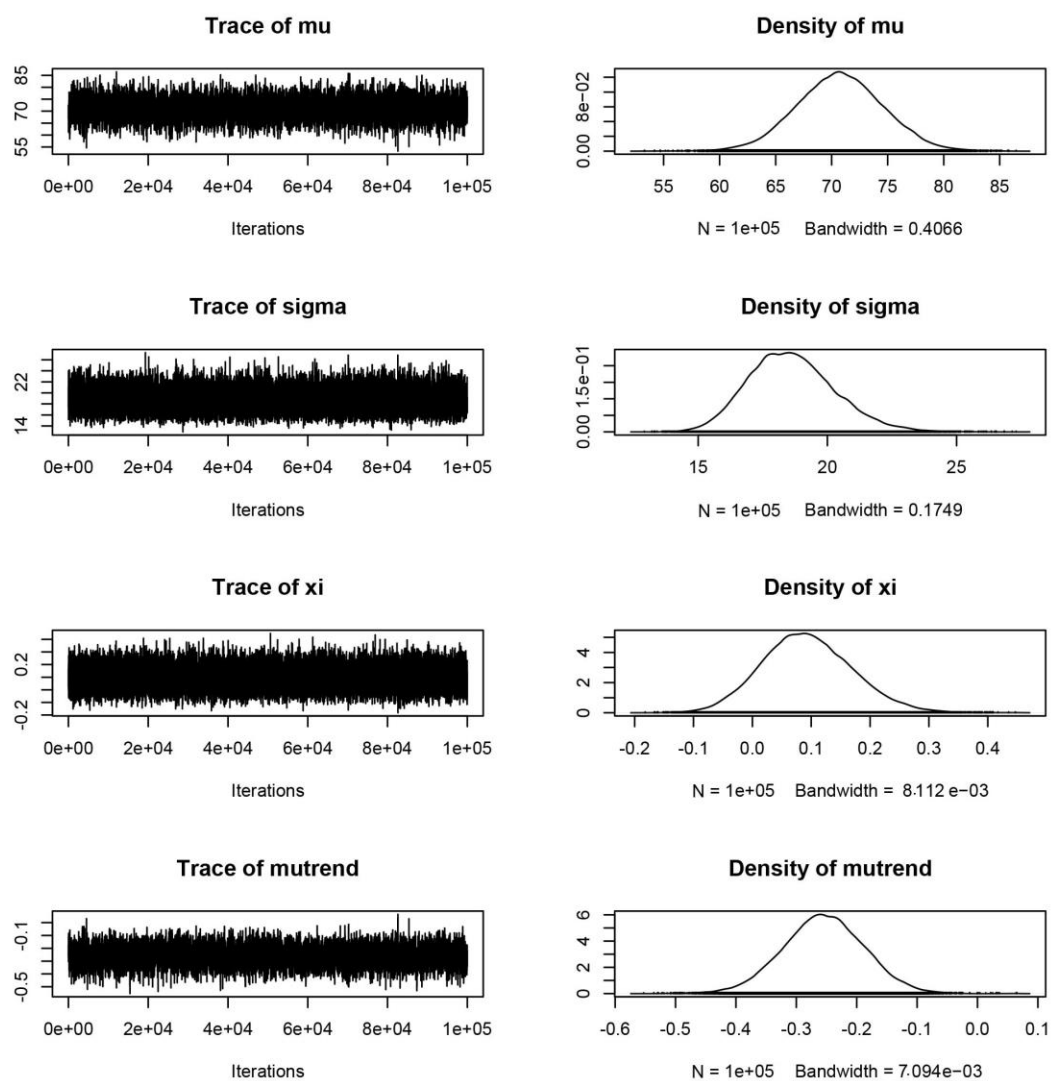 Trace of mu
85
70
55
0e+00 2e+04 4e+04 6e+04 8e+04 1e+05
Iterations
Density of mu
8e−02
0.00
55 60 65 70 75 80 85
N = 1e+05 Bandwidth = 0.4066
Trace of sigma
22
14
0e+00 2e+04 4e+04 6e+04 8e+04 1e+05
Iterations
Density of sigma
1.5e−01
0.00
15 20 25
N = 1e+05 Bandwidth = 0.1749
Trace of xi
0.2
-0.2
0e+00 2e+04 4e+04 6e+04 8e+04 1e+05
Iterations
Density of xi
4
2
0
-0.2 -0.1 0.0 0.1 0.2 0.3 0.4
N = 1e+05 Bandwidth = 8.112 e−03
Trace of mutrend
-0.1
-0.5
0e+00 2e+04 4e+04 6e+04 8e+04 1e+05
Iterations
Density of mutrend
6
4
2
0
-0.6 -0.5 -0.4 -0.3 -0.2 -0.1 0.0 0.1
N = 1e+05 Bandwidth = 7.094e−03